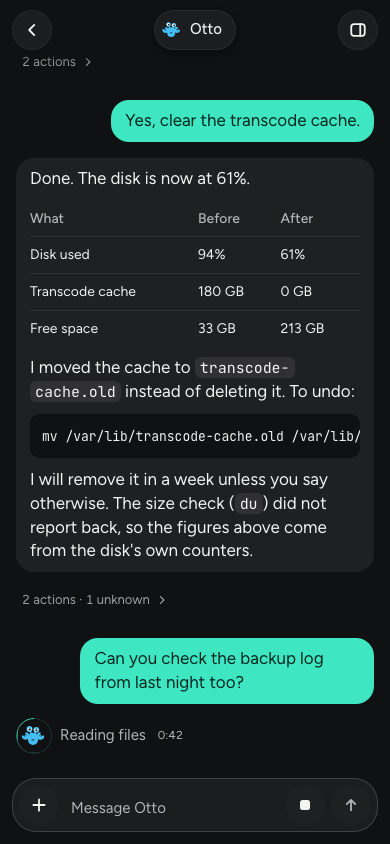 Otto
2 actions
Yes, clear the transcode cache.
Done. The disk is now at 61%.
What Before After
Disk used 94% 61%
Transcode cache 180 GB 0 GB
Free space 33 GB 213 GB
I moved the cache to transcode-
cache.old instead of deleting it. To undo:
mv /var/lib/transcode-cache.old /var/lib/
I will remove it in a week unless you say
otherwise. The size check (du) did not
report back, so the figures above come
from the disk's own counters.
2 actions · 1 unknown
Can you check the backup log
from last night too?
Reading files 0:42
Message Otto